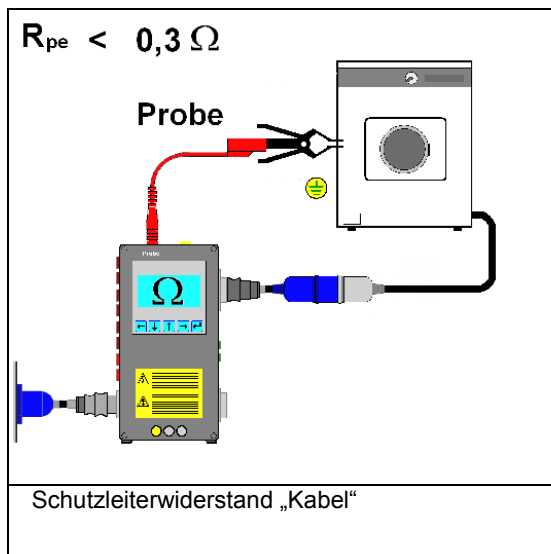 Rpe < 0,3 Ω
Probe
Probe
Ω
← ↓ ↑ → ↵
Schutzleiterwiderstand „Kabel“